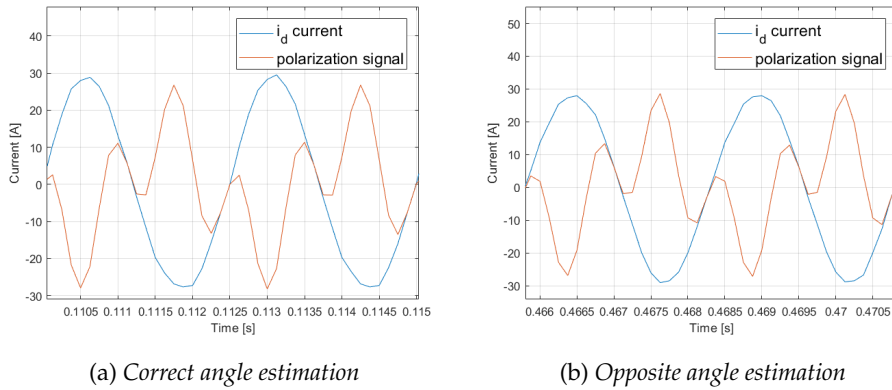 i_d current
polarization signal
40
30
20
10
0
-10
-20
-30
Current [A]
0.1105 0.111 0.1115 0.112 0.1125 0.113 0.1135 0.114 0.1145 0.115
Time [s]
(a) Correct angle estimation
i_d current
polarization signal
50
40
30
20
10
0
-10
-20
-30
Current [A]
0.466 0.4665 0.467 0.4675 0.468 0.4685 0.469 0.4695 0.47 0.4705
Time [s]
(b) Opposite angle estimation